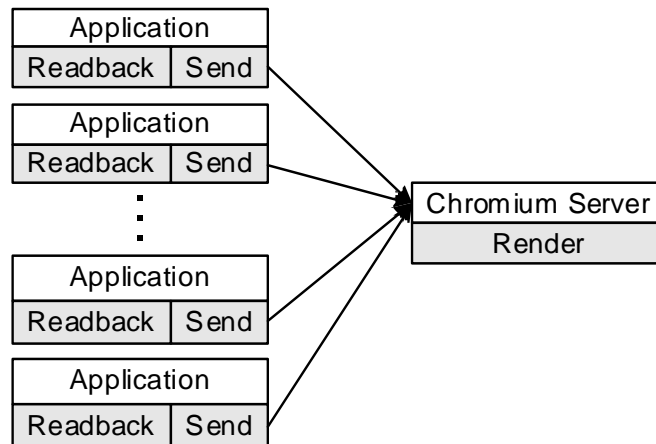 Application
Readback Send
Application
Readback Send
Chromium Server
Render
Application
Readback Send
Application
Readback Send